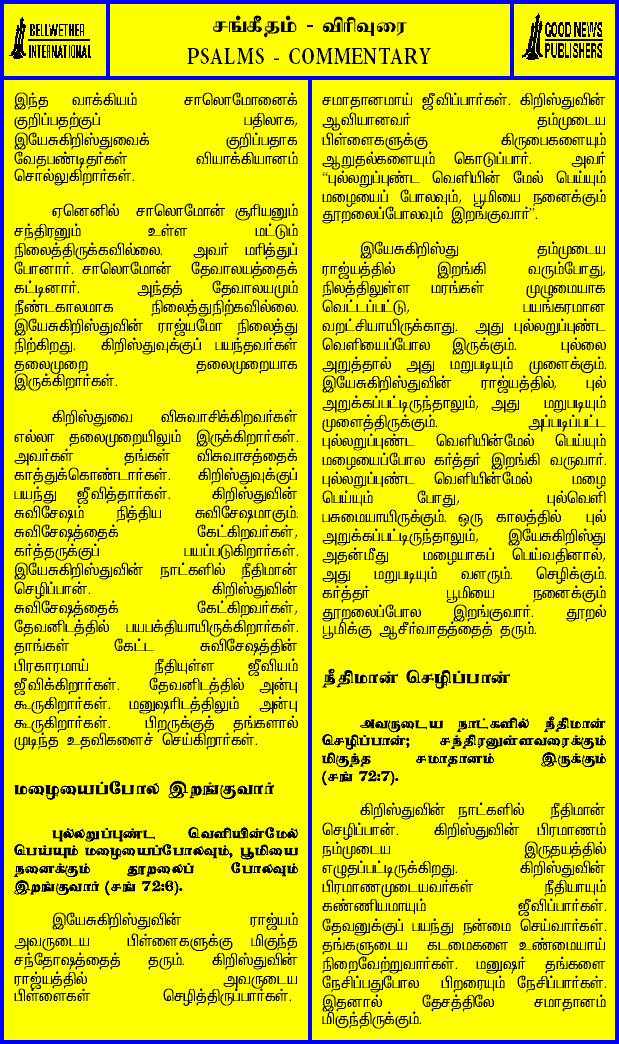 BELLWETHER
INTERNATIONAL
சங்கீதம் - விரிவுரை
PSALMS - COMMENTARY
GOOD NEWS
PUBLISHERS
இந்த வாக்கியம் சாலொமோனைக்
குறிப்பதற்குப் பதிலாக,
இயேசுகிறிஸ்துவைக் குறிப்பதாக
வேதபண்டிதர்கள் வியாக்கியானம்
சொல்லுகிறார்கள்.
ஏனெனில் சாலொமோன் சூரியனும்
சந்திரனும் உள்ள மட்டும்
நிலைத்திருக்கவில்லை. அவர் மரித்துப்
போனார். சாலொமோன் தேவாலயத்தைக்
கட்டினார். அந்தத் தேவாலயமும்
நீண்டகாலமாக நிலைத்துநிற்கவில்லை.
இயேசுகிறிஸ்துவின் ராஜ்யமோ நிலைத்து
நிற்கிறது. கிறிஸ்துவுக்குப் பயந்தவர்கள்
தலைமுறை தலைமுறையாக
இருக்கிறார்கள்.
கிறிஸ்துவை விசுவாசிக்கிறவர்கள்
எல்லா தலைமுறையிலும் இருக்கிறார்கள்.
அவர்கள் தங்கள் விசுவாசத்தைக்
காத்துக்கொண்டார்கள். கிறிஸ்துவுக்குப்
பயந்து ஜீவித்தார்கள். கிறிஸ்துவின்
சுவிசேஷம் நித்திய சுவிசேஷமாகும்.
சுவிசேஷத்தைக் கேட்கிறவர்கள்,
கர்த்தருக்குப் பயப்படுகிறார்கள்.
இயேசுகிறிஸ்துவின் நாட்களில் நீதிமான்
செழிப்பான். கிறிஸ்துவின்
சுவிசேஷத்தைக் கேட்கிறவர்கள்,
தேவனிடத்தில் பயபக்தியாயிருக்கிறார்கள்.
தாங்கள் கேட்ட சுவிசேஷத்தின்
பிரகாரமாய் நீதியுள்ள ஜீவியம்
ஜீவிக்கிறார்கள். தேவனிடத்தில் அன்பு
கூருகிறார்கள். மனுஷரிடத்திலும் அன்பு
கூருகிறார்கள். பிறருக்குத் தங்களால்
முடிந்த உதவிகளைச் செய்கிறார்கள்.
மழையைப்போல இறங்குவார்
புல்லறுப்புண்ட வெளியின்மேல்
பெய்யும் மழையைப்போலவும், பூமியை
நனைக்கும் தூறலைப் போலவும்
இறங்குவார் (சங் 72:6).
இயேசுகிறிஸ்துவின் ராஜ்யம்
அவருடைய பிள்ளைகளுக்கு மிகுந்த
சந்தோஷத்தைத் தரும். கிறிஸ்துவின்
ராஜ்யத்தில் அவருடைய
பிள்ளைகள் செழித்திருப்பார்கள்.
சமாதானமாய் ஜீவிப்பார்கள். கிறிஸ்துவின்
ஆவியானவர் தம்முடைய
பிள்ளைகளுக்கு கிருபைகளையும்
ஆறுதல்களையும் கொடுப்பார். அவர்
“புல்லறுப்புண்ட வெளியின் மேல் பெய்யும்
மழையைப் போலவும், பூமியை நனைக்கும்
தூறலைப்போலவும் இறங்குவார்”.
இயேசுகிறிஸ்து தம்முடைய
ராஜ்யத்தில் இறங்கி வரும்போது,
நிலத்திலுள்ள மரங்கள் முழுமையாக
வெட்டப்பட்டு, பயங்கரமான
வறட்சியாயிருக்காது. அது புல்லறுப்புண்ட
வெளியைப்போல இருக்கும். புல்லை
அறுத்தால் அது மறுபடியும் முளைக்கும்.
இயேசுகிறிஸ்துவின் ராஜ்யத்தில், புல்
அறுக்கப்பட்டிருந்தாலும், அது மறுபடியும்
முளைத்திருக்கும். அப்படிப்பட்ட
புல்லறுப்புண்ட வெளியின்மேல் பெய்யும்
மழையைப்போல கர்த்தர் இறங்கி வருவார்.
புல்லறுப்புண்ட வெளியின்மேல் மழை
பெய்யும் போது, புல்வெளி
பசுமையாயிருக்கும். ஒரு காலத்தில் புல்
அறுக்கப்பட்டிருந்தாலும், இயேசுகிறிஸ்து
அதன்மீது மழையாகப் பெய்வதினால்,
அது மறுபடியும் வளரும். செழிக்கும்.
கர்த்தர் பூமியை நனைக்கும்
தூறலைப்போல இறங்குவார். தூறல்
பூமிக்கு ஆசீர்வாதத்தைத் தரும்.
நீதிமான் செழிப்பான்
அவருடைய நாட்களில் நீதிமான்
செழிப்பான்; சந்திரனுள்ளவரைக்கும்
மிகுந்த சமாதானம் இருக்கும்
(சங் 72:7).
கிறிஸ்துவின் நாட்களில் நீதிமான்
செழிப்பான். கிறிஸ்துவின் பிரமாணம்
நம்முடைய இருதயத்தில்
எழுதப்பட்டிருக்கிறது. கிறிஸ்துவின்
பிரமாணமுடையவர்கள் நீதியாயும்
கண்ணியமாயும் ஜீவிப்பார்கள்.
தேவனுக்குப் பயந்து நன்மை செய்வார்கள்.
தங்களுடைய கடமைகளை உண்மையாய்
நிறைவேற்றுவார்கள். மனுஷர் தங்களை
நேசிப்பதுபோல பிறரையும் நேசிப்பார்கள்.
இதனால் தேசத்திலே சமாதானம்
மிகுந்திருக்கும்.